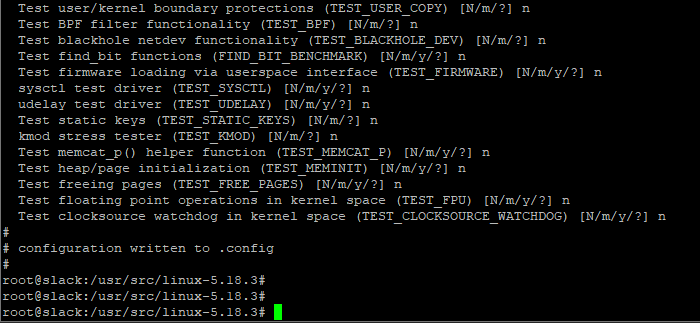 Test user/kernel boundary protections (TEST_USER_COPY) [N/m/?] n
Test BPF filter functionality (TEST_BPF) [N/m/?] n
Test blackhole netdev functionality (TEST_BLACKHOLE_DEV) [N/m/?] n
Test find_bit functions (FIND_BIT_BENCHMARK) [N/m/y/?] n
Test firmware loading via userspace interface (TEST_FIRMWARE) [N/m/y/?] n
sysctl test driver (TEST_SYSCTL) [N/m/y/?] n
udelay test driver (TEST_UDELAY) [N/m/y/?] n
Test static keys (TEST_STATIC_KEYS) [N/m/?] n
kmod stress tester (TEST_KMOD) [N/m/?] n
Test memcat_p() helper function (TEST_MEMCAT_P) [N/m/y/?] n
Test heap/page initialization (TEST_MEMINIT) [N/m/y/?] n
Test freeing pages (TEST_FREE_PAGES) [N/m/y/?] n
Test floating point operations in kernel space (TEST_FPU) [N/m/y/?] n
Test clocksource watchdog in kernel space (TEST_CLOCKSOURCE_WATCHDOG) [N/m/y/?] n
#
# configuration written to .config
#
root@slack:/usr/src/linux-5.18.3#
root@slack:/usr/src/linux-5.18.3#
root@slack:/usr/src/linux-5.18.3#